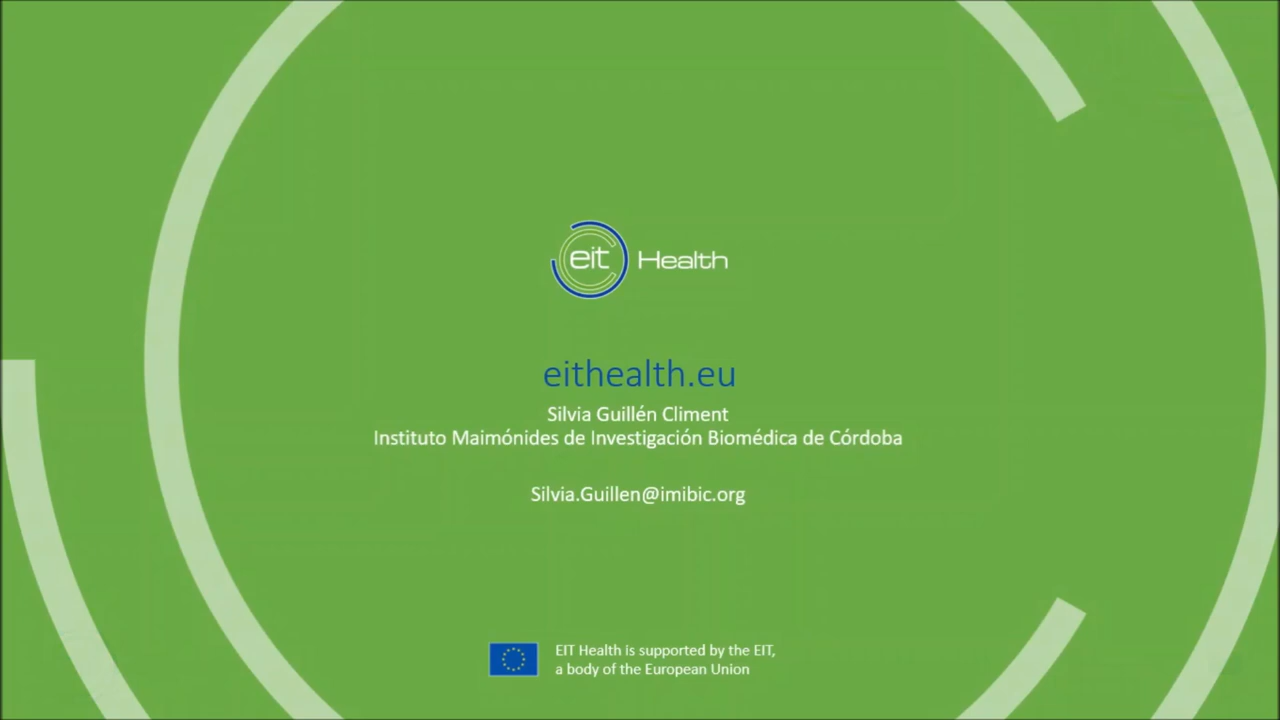 eit Health
eithealth.eu
Silvia Guillén Climent
Instituto Maimónides de Investigación Biomédica de Córdoba
Silvia.Guillen@imibic.org
EIT Health is supported by the EIT,
a body of the European Union